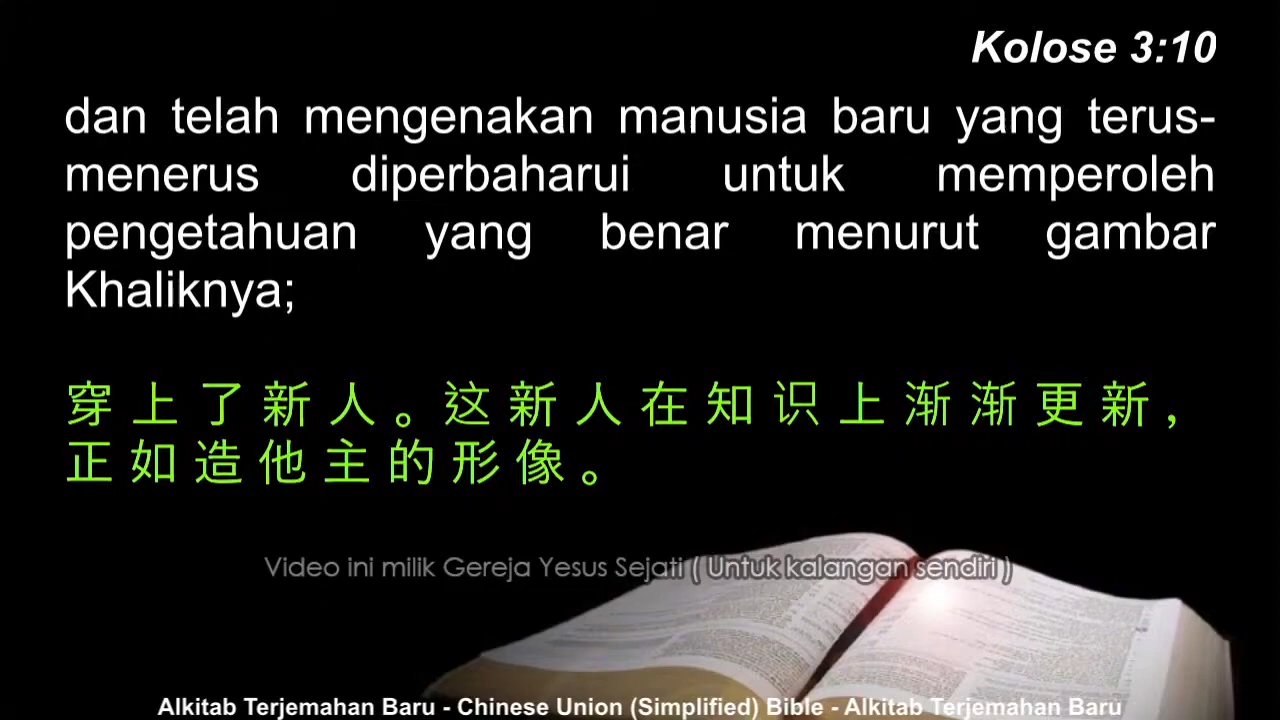 Kolose 3:10
dan telah mengenakan manusia baru yang terus-
menerus diperbaharui untuk memperoleh
pengetahuan yang benar menurut gambar
Khaliknya;
穿上了新人。这新人在知识上渐渐更新,
正如造他主的形像。
Video ini milik Gereja Yesus Sejati ( Untuk kalangan sendiri )
Alkitab Terjemahan Baru - Chinese Union (Simplified) Bible - Alkitab Terjemahan Baru